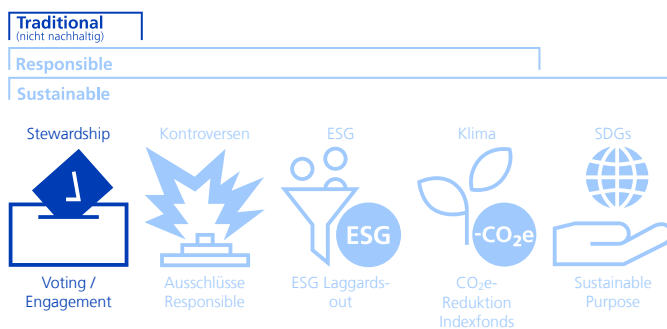 Traditional
(nicht nachhaltig)
Responsible
Sustainable
Stewardship
Kontroversen
ESG
Klima
SDGs
ESG
-CO₂e
Voting /
Engagement
Ausschlüsse
Responsible
ESG Laggards-
out
CO₂e-
Reduktion
Indexfonds
Sustainable
Purpose